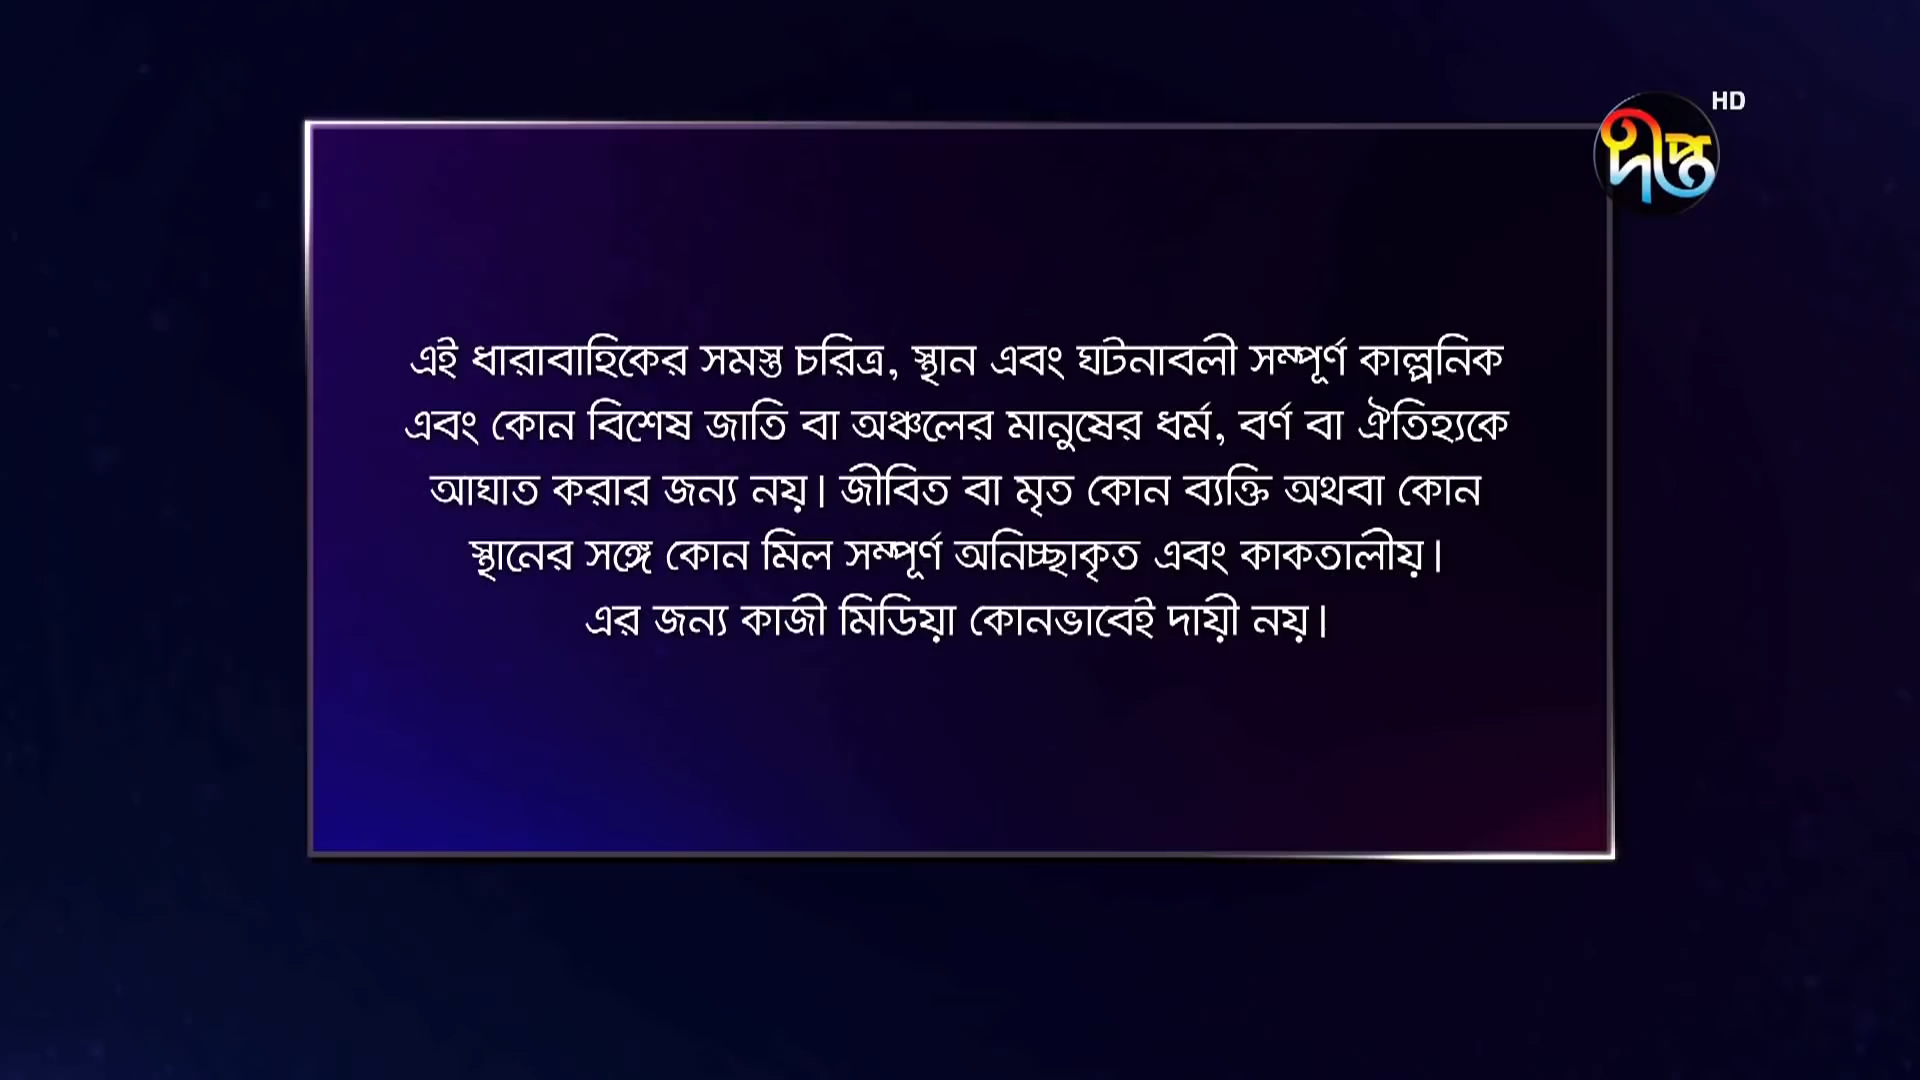 HD
দীপ্ত
এই ধারাবাহিকের সমস্ত চরিত্র, স্থান এবং ঘটনাবলী সম্পূর্ণ কাল্পনিক
এবং কোন বিশেষ জাতি বা অঞ্চলের মানুষের ধর্ম, বর্ণ বা ঐতিহ্যকে
আঘাত করার জন্য নয়। জীবিত বা মৃত কোন ব্যক্তি অথবা কোন
স্থানের সঙ্গে কোন মিল সম্পূর্ণ অনিচ্ছাকৃত এবং কাকতালীয়।
এর জন্য কাজী মিডিয়া কোনভাবেই দায়ী নয়।